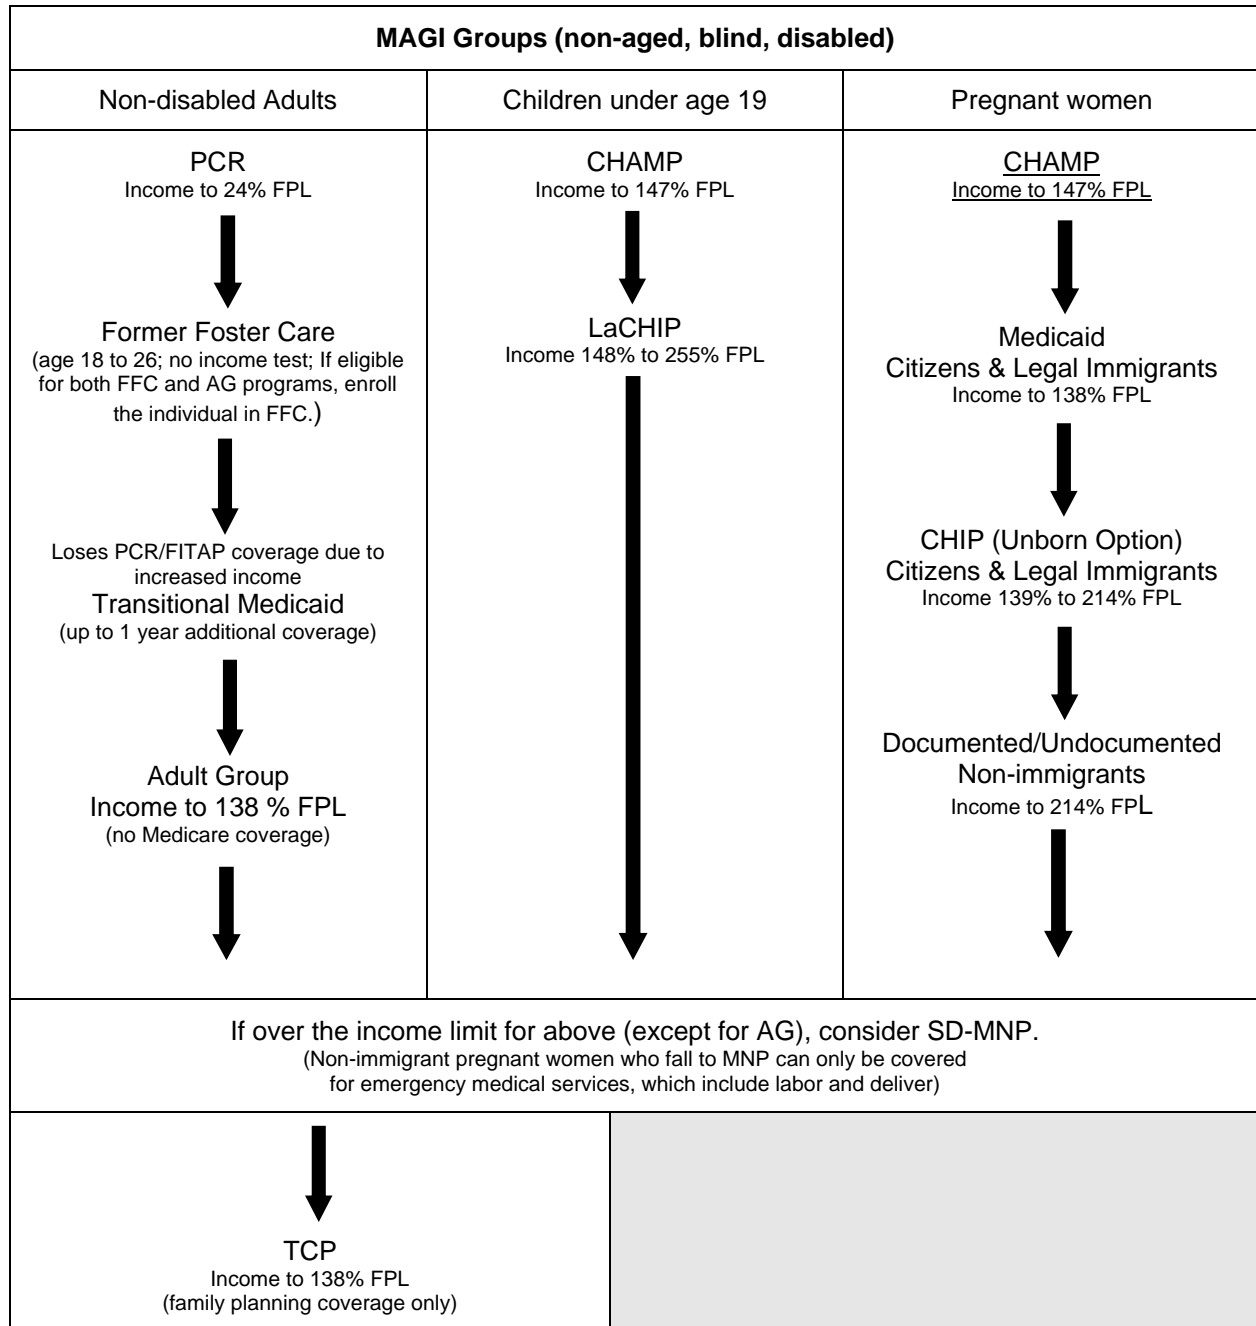 MAGI Groups (non-aged, blind, disabled)
Non-disabled Adults
Children under age 19
Pregnant women
PCR
Income to 24% FPL
Former Foster Care
(age 18 to 26; no income test; If eligible
for both FFC and AG programs, enroll
the individual in FFC.)
Loses PCR/FITAP coverage due to
increased income
Transitional Medicaid
(up to 1 year additional coverage)
Adult Group
Income to 138 % FPL
(no Medicare coverage)
CHAMP
Income to 147% FPL
LaCHIP
Income 148% to 255% FPL
CHAMP
Income to 147% FPL
Medicaid
Citizens & Legal Immigrants
Income to 138% FPL
CHIP (Unborn Option)
Citizens & Legal Immigrants
Income 139% to 214% FPL
Documented/Undocumented
Non-immigrants
Income to 214% FPL
If over the income limit for above (except for AG), consider SD-MNP.
(Non-immigrant pregnant women who fall to MNP can only be covered
for emergency medical services, which include labor and deliver)
TCP
Income to 138% FPL
(family planning coverage only)